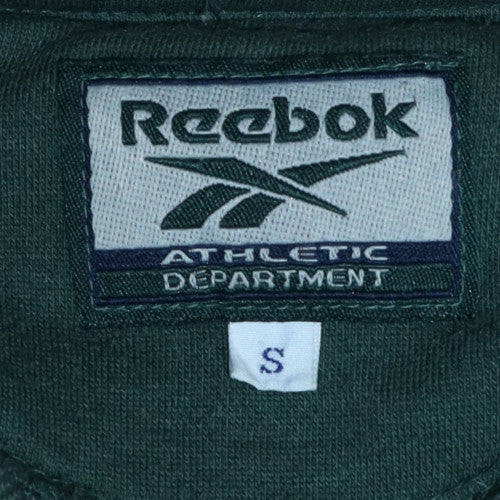 Reebok
ATHLETIC
DEPARTMENT
S